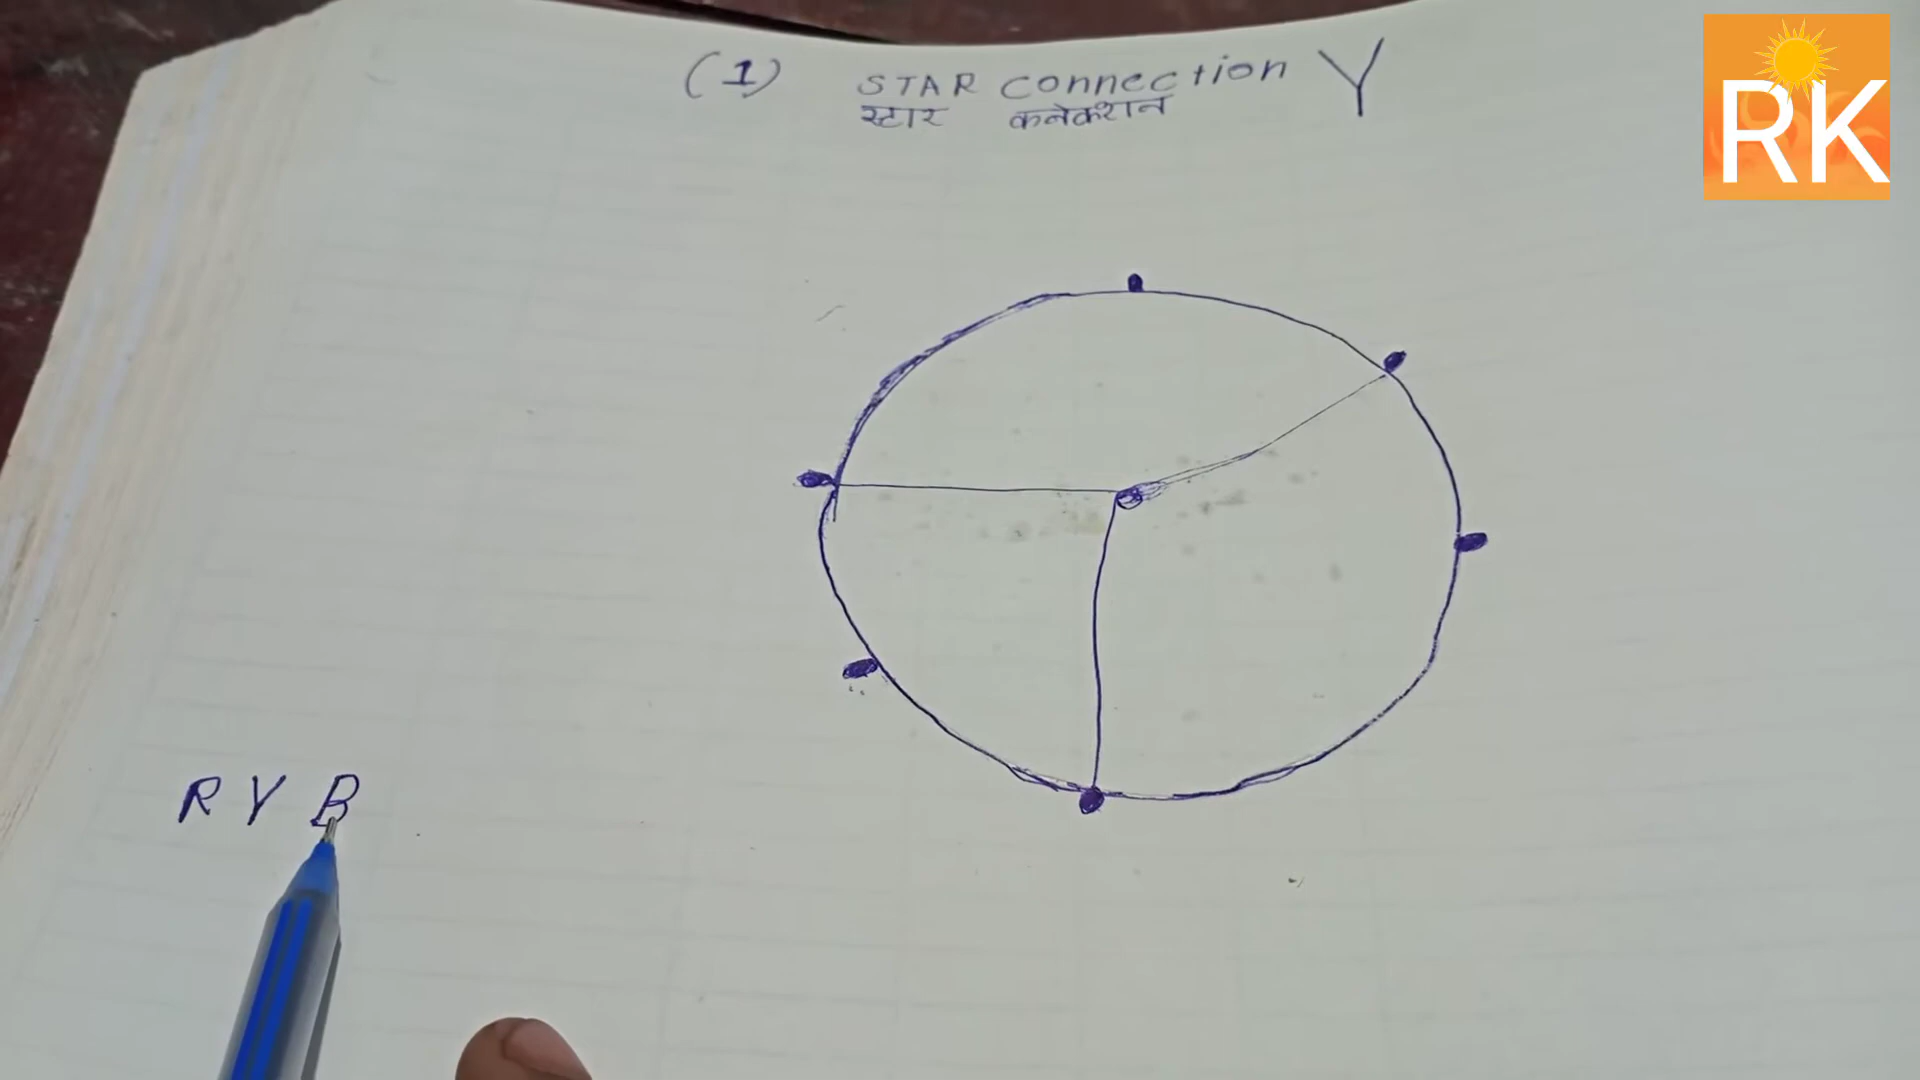 (1) STAR Connection Y
स्टार कनेक्शन
RK
R Y B